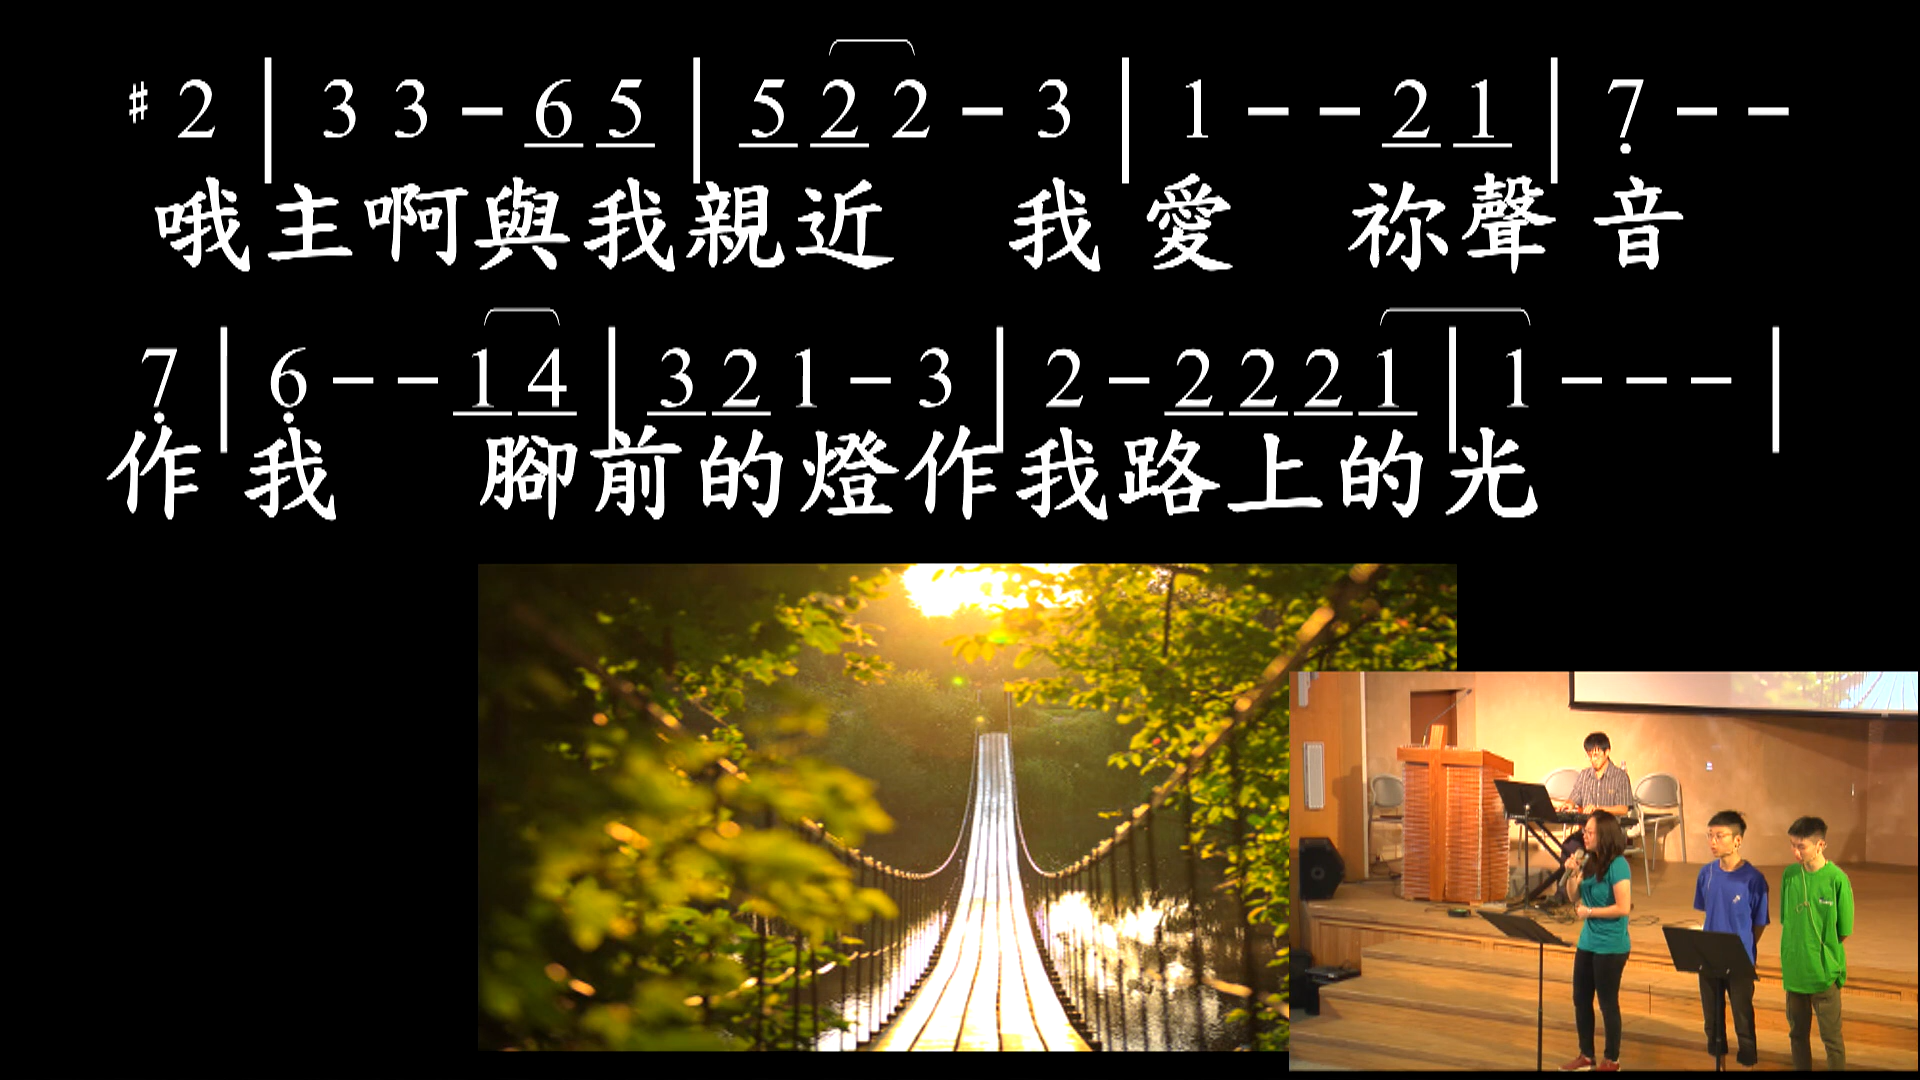 ♯2 | 3 3 – 6 5 | 5 2 2 – 3 | 1 – – 2 1 | 7 – –
哦主啊與我親近 我愛 祢聲音
7 | 6 – – 1 4 | 3 2 1 – 3 | 2 – 2 2 2 1 | 1 – – – |
作我 腳前的燈作我路上的光